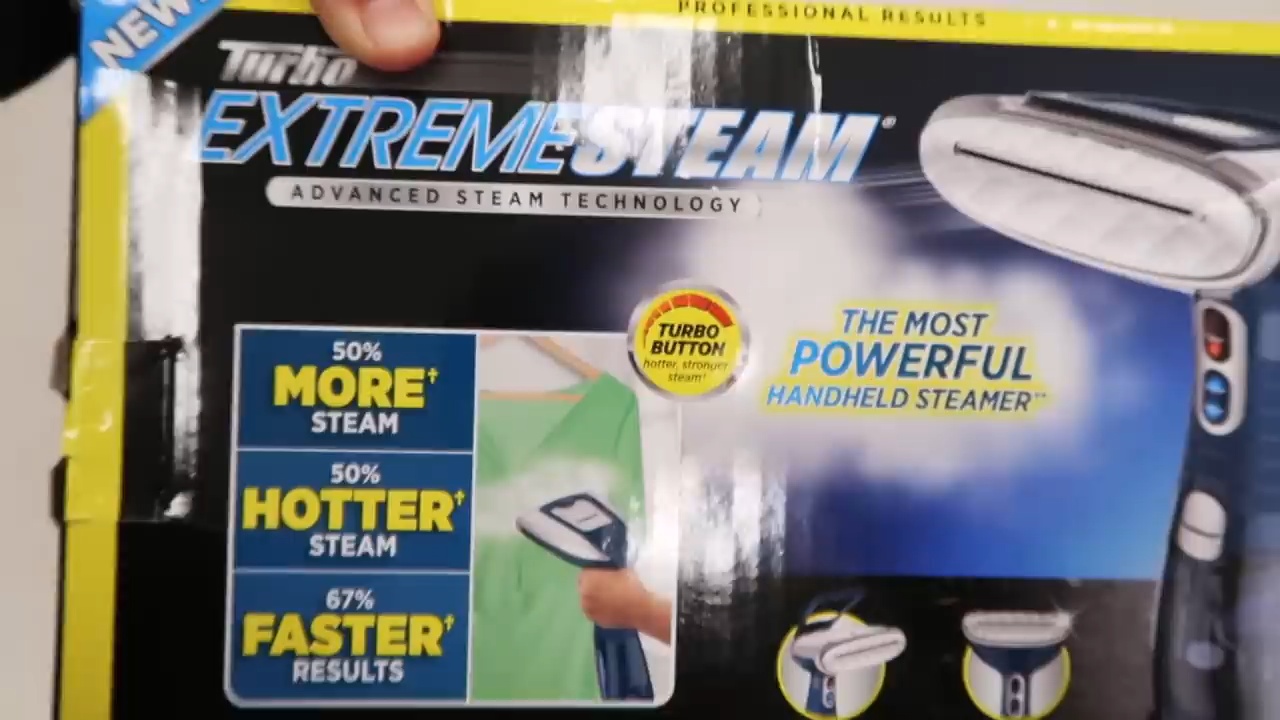 PROFESSIONAL RESULTS
NEW!
Turbo
EXTREMESTEAM®
ADVANCED STEAM TECHNOLOGY
TURBO
BUTTON
hotter, stronger
steam†
THE MOST
POWERFUL
HANDHELD STEAMER**
50%
MORE†
STEAM
50%
HOTTER†
STEAM
67%
FASTER†
RESULTS